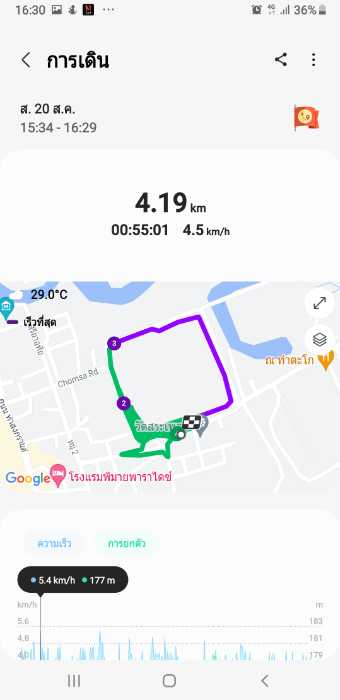 16:30 36%
การเดิน
ส. 20 ส.ค.
15:34 - 16:29
4.19 km
00:55:01 4.5 km/h
29.0°C
เร็วที่สุด
3
ณ ทำตะโก
Chomsa Rd
2
หมู่ 2
Google
โรงแรมพิมายพาราไดซ์
ความเร็ว การยกตัว
5.4 km/h 177 m
km/h m
5.6 183
4.8 181
4.0 179